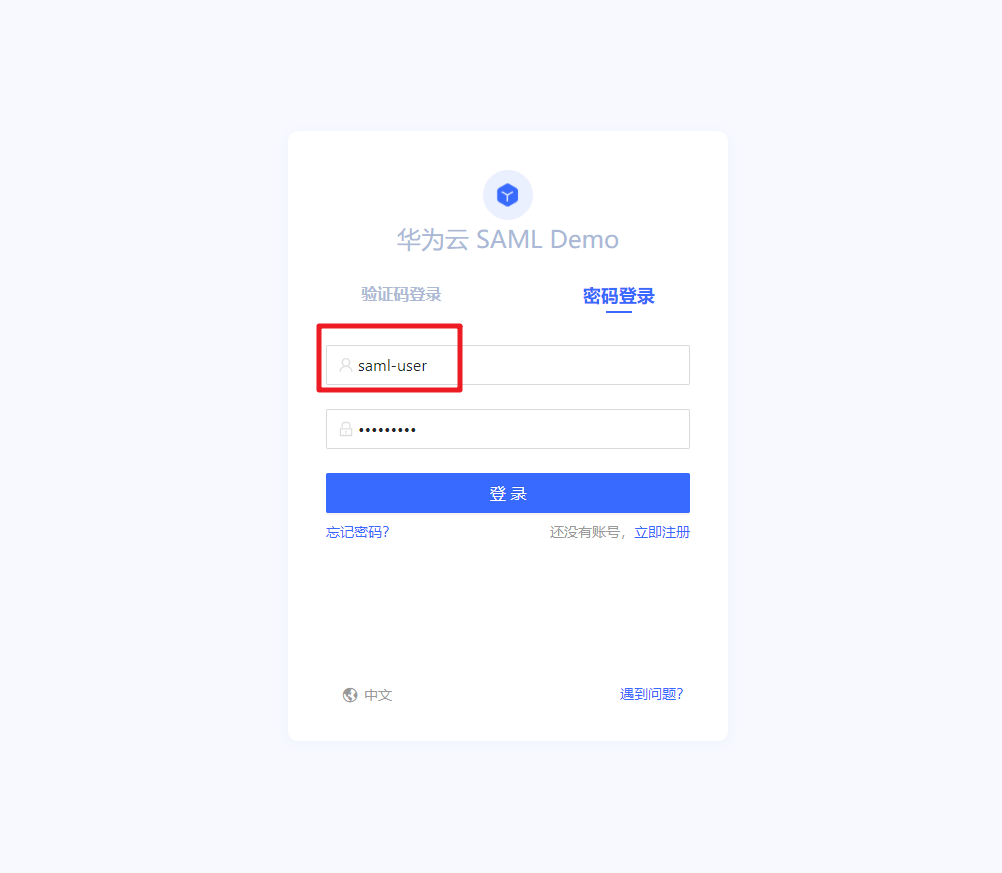 华为云 SAML Demo
验证码登录 密码登录
saml-user
•••••••••
登 录
忘记密码？ 还没有账号，立即注册
中文 遇到问题？